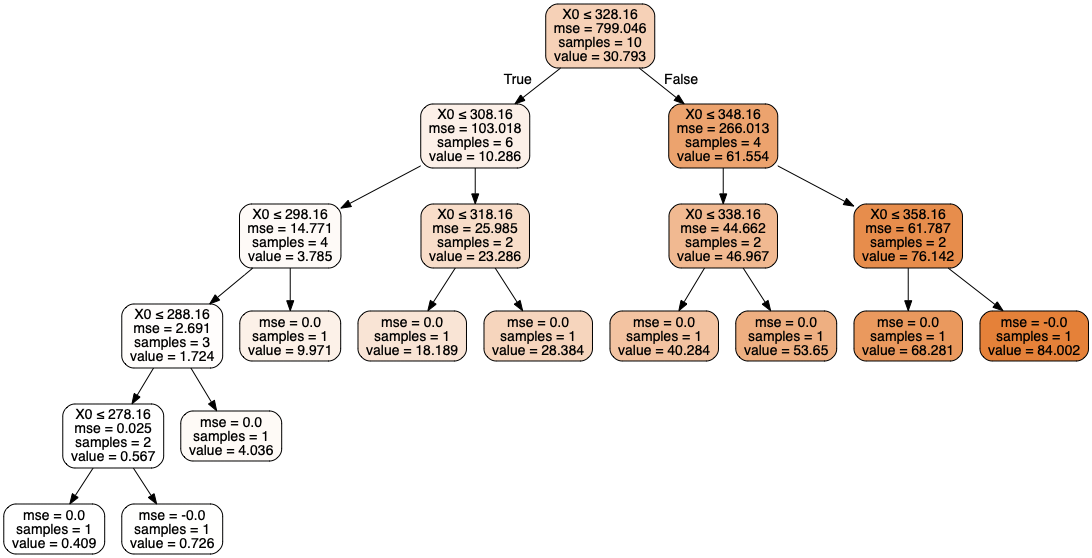 X0 ≤ 328.16
mse = 799.046
samples = 10
value = 30.793
True
False
X0 ≤ 308.16
mse = 103.018
samples = 6
value = 10.286
X0 ≤ 348.16
mse = 266.013
samples = 4
value = 61.554
X0 ≤ 298.16
mse = 14.771
samples = 4
value = 3.785
X0 ≤ 318.16
mse = 25.985
samples = 2
value = 23.286
X0 ≤ 338.16
mse = 44.662
samples = 2
value = 46.967
X0 ≤ 358.16
mse = 61.787
samples = 2
value = 76.142
X0 ≤ 288.16
mse = 2.691
samples = 3
value = 1.724
mse = 0.0
samples = 1
value = 9.971
mse = 0.0
samples = 1
value = 18.189
mse = 0.0
samples = 1
value = 28.384
mse = 0.0
samples = 1
value = 40.284
mse = 0.0
samples = 1
value = 53.65
mse = 0.0
samples = 1
value = 68.281
mse = -0.0
samples = 1
value = 84.002
X0 ≤ 278.16
mse = 0.025
samples = 2
value = 0.567
mse = 0.0
samples = 1
value = 4.036
mse = 0.0
samples = 1
value = 0.409
mse = -0.0
samples = 1
value = 0.726